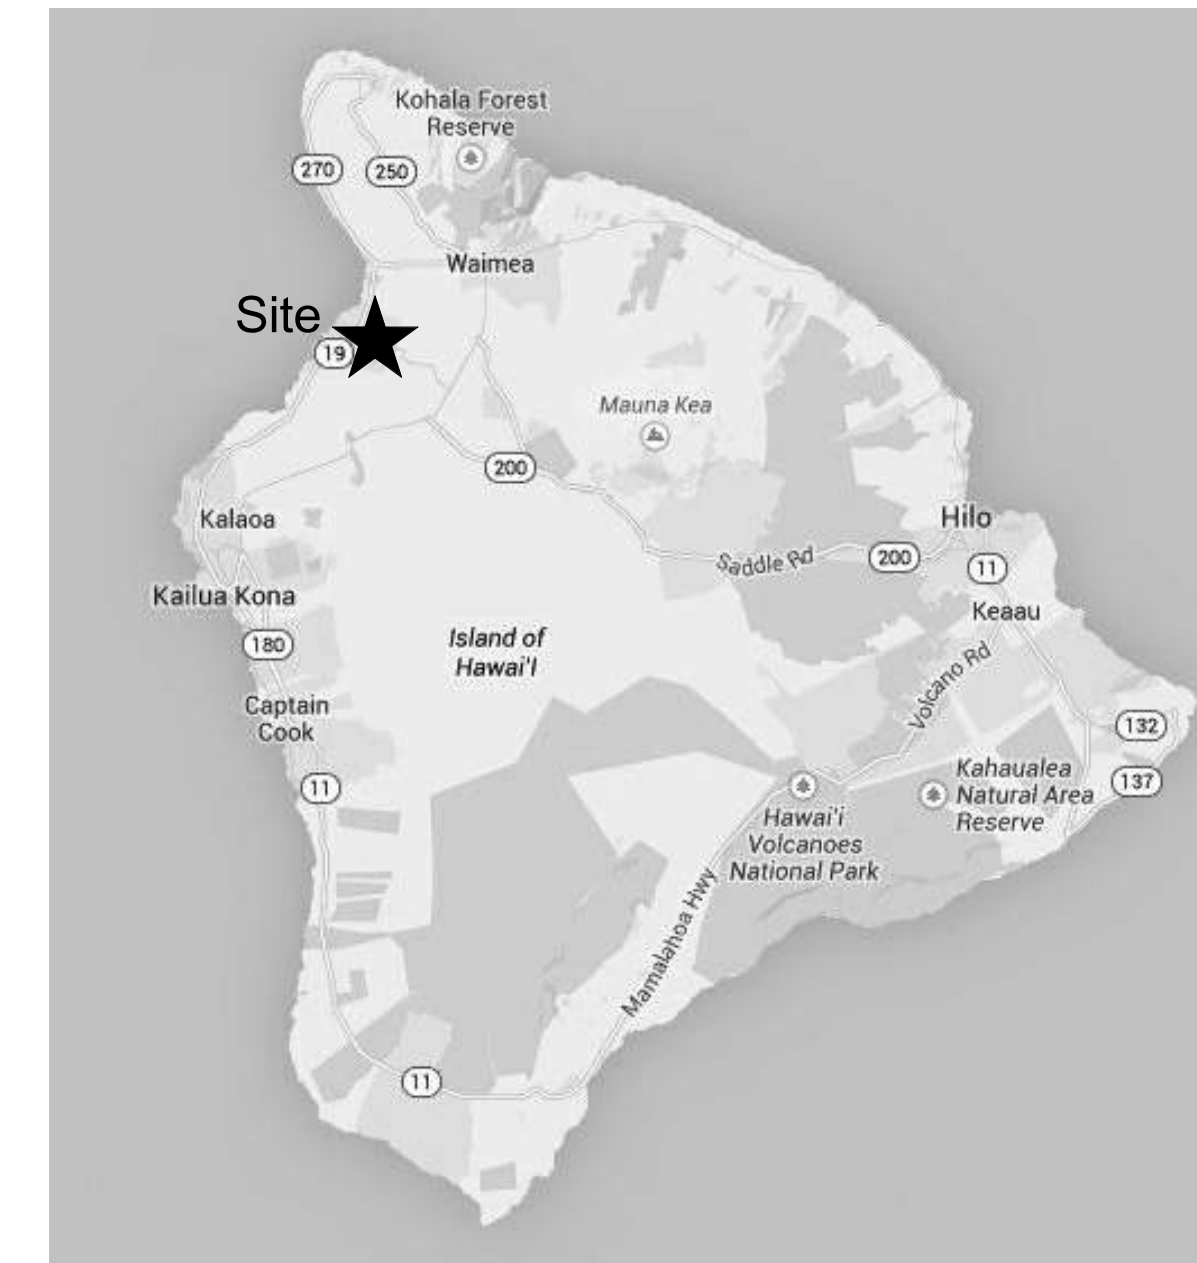 Kohala Forest
Reserve
270
250
Waimea
Site
19
Mauna Kea
200
Kalaoa
Hilo
Saddle Rd
200
11
Kailua Kona
Keaau
180
Island of
Hawai'I
Volcano Rd
Captain
Cook
132
11
Kahaualea
Natural Area
Reserve
137
Hawai'i
Volcanoes
National Park
Mamalahoa Hwy
11